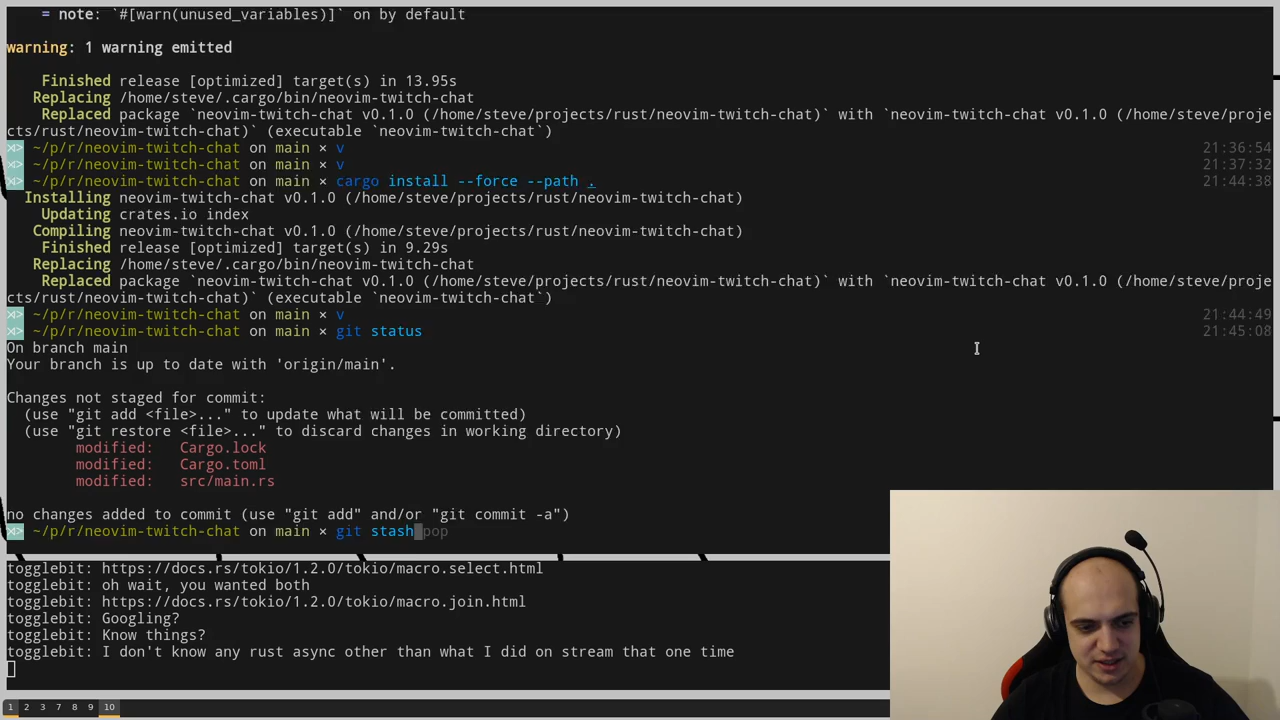 = note: `#[warn(unused_variables)]` on by default
warning: 1 warning emitted
Finished release [optimized] target(s) in 13.95s
Replacing /home/steve/.cargo/bin/neovim-twitch-chat
Replaced package `neovim-twitch-chat v0.1.0 (/home/steve/projects/rust/neovim-twitch-chat)` with `neovim-twitch-chat v0.1.0 (/home/steve/proje
cts/rust/neovim-twitch-chat)` (executable `neovim-twitch-chat`)
~/p/r/neovim-twitch-chat on main × v 21:36:54
~/p/r/neovim-twitch-chat on main × v 21:37:32
~/p/r/neovim-twitch-chat on main × cargo install --force --path . 21:44:38
Installing neovim-twitch-chat v0.1.0 (/home/steve/projects/rust/neovim-twitch-chat)
Updating crates.io index
Compiling neovim-twitch-chat v0.1.0 (/home/steve/projects/rust/neovim-twitch-chat)
Finished release [optimized] target(s) in 9.29s
Replacing /home/steve/.cargo/bin/neovim-twitch-chat
Replaced package `neovim-twitch-chat v0.1.0 (/home/steve/projects/rust/neovim-twitch-chat)` with `neovim-twitch-chat v0.1.0 (/home/steve/proje
cts/rust/neovim-twitch-chat)` (executable `neovim-twitch-chat`)
~/p/r/neovim-twitch-chat on main × v 21:44:49
~/p/r/neovim-twitch-chat on main × git status 21:45:08
On branch main
Your branch is up to date with 'origin/main'.
Changes not staged for commit:
(use "git add <file>..." to update what will be committed)
(use "git restore <file>..." to discard changes in working directory)
modified: Cargo.lock
modified: Cargo.toml
modified: src/main.rs
no changes added to commit (use "git add" and/or "git commit -a")
~/p/r/neovim-twitch-chat on main × git stash pop
togglebit: https://docs.rs/tokio/1.2.0/tokio/macro.select.html
togglebit: oh wait, you wanted both
togglebit: https://docs.rs/tokio/1.2.0/tokio/macro.join.html
togglebit: Googling?
togglebit: Know things?
togglebit: I don't know any rust async other than what I did on stream that one time
1 2 3 7 8 9 10